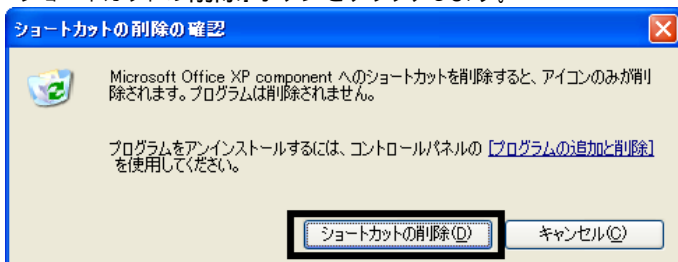 ショートカットの削除の確認
Microsoft Office XP component へのショートカットを削除すると、アイコンのみが削
除されます。プログラムは削除されません。
プログラムをアンインストールするには、コントロールパネルの [プログラムの追加と削除]
を使用してください。
ショートカットの削除(D)
キャンセル(C)